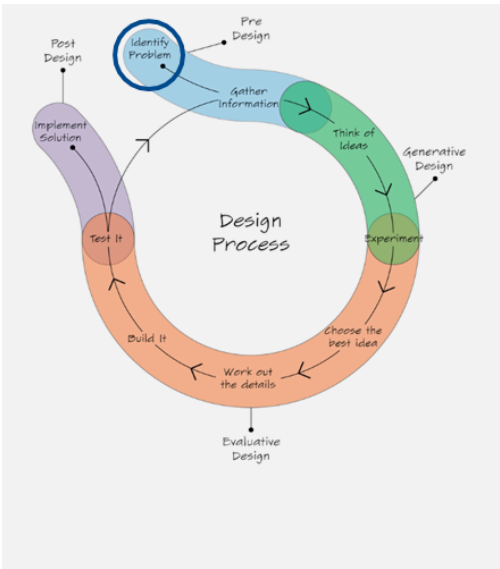 Pre
Design
Post
Design
Identify
Problem
Gather
Information
Implement
Solution
Think of
Ideas
Generative
Design
Design
Process
Test It
Experiment
Build It
Choose the
best idea
Work out
the details
Evaluative
Design